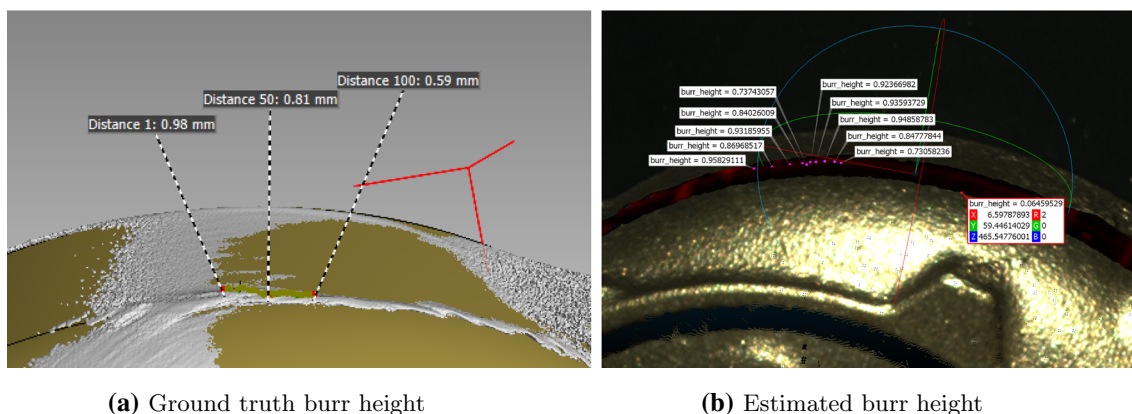 Distance 100: 0.59 mm
Distance 50: 0.81 mm
Distance 1: 0.98 mm
burr_height = 0.92366982
burr_height = 0.73743057
burr_height = 0.93593729
burr_height = 0.84026009
burr_height = 0.94858783
burr_height = 0.93185955
burr_height = 0.84777844
burr_height = 0.86968517
burr_height = 0.73058236
burr_height = 0.95829111
burr_height = 0.06459529
X 6.59787893 R 2
Y 59.44614029 G 0
Z 465.54776001 B 0
(a) Ground truth burr height
(b) Estimated burr height